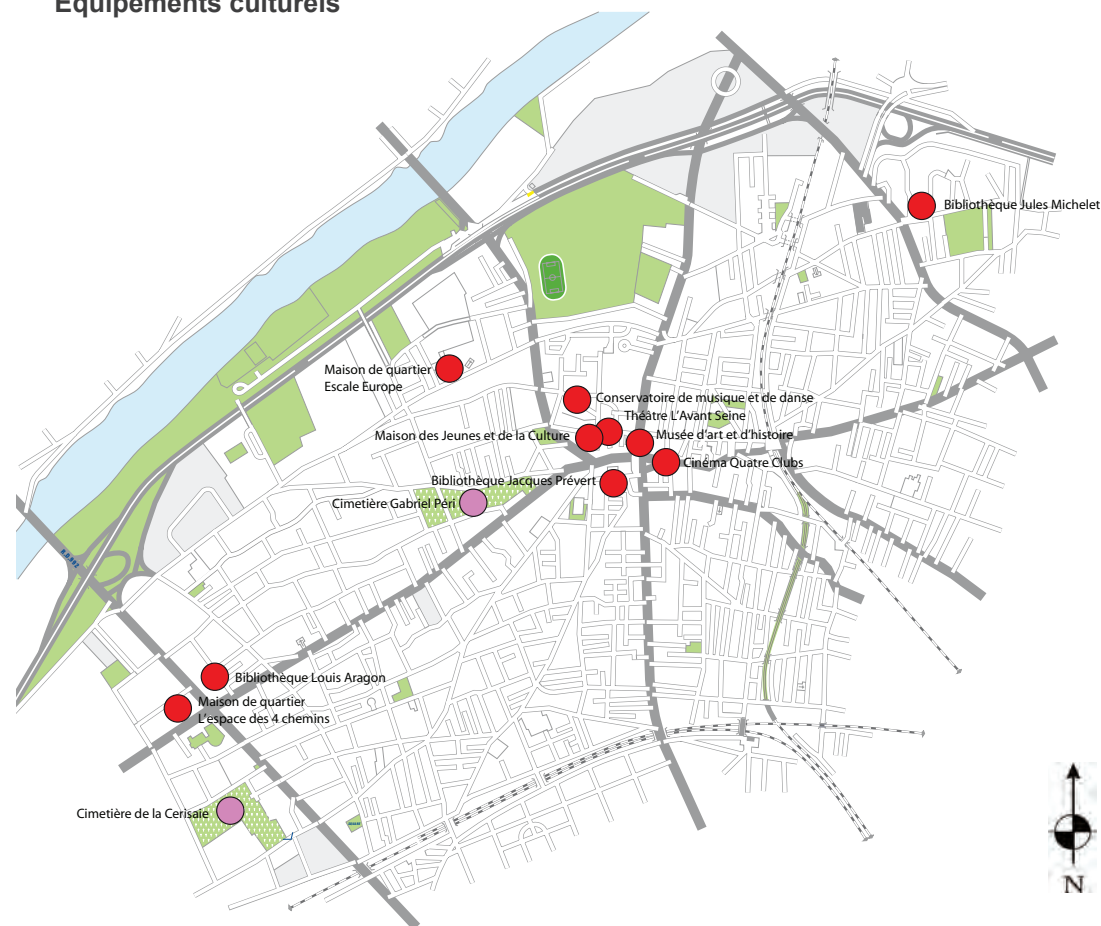 Equipements culturels
Bibliothèque Jules Michelet
Maison de quartier
Escale Europe
Conservatoire de musique et de danse
Théâtre L'Avant Seine
Maison des Jeunes et de la Culture
Musée d'art et d'histoire
Cinéma Quatre Clubs
Bibliothèque Jacques Prévert
Cimetière Gabriel Péri
Bibliothèque Louis Aragon
Maison de quartier
L'espace des 4 chemins
Cimetière de la Cerisaie
N